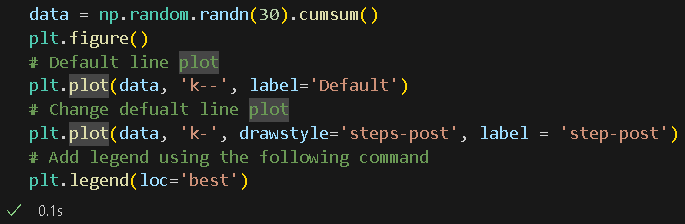 data = np.random.randn(30).cumsum()
plt.figure()
# Default line plot
plt.plot(data, 'k--', label='Default')
# Change defualt line plot
plt.plot(data, 'k-', drawstyle='steps-post', label = 'step-post')
# Add legend using the following command
plt.legend(loc='best')
0.1s